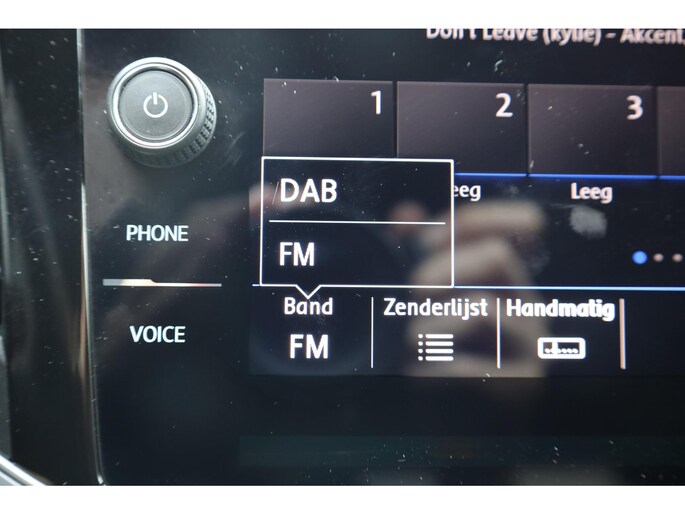 Don't Leave (kylie) - Akcent,
1
2
3
DAB
eeg
Leeg
PHONE
FM
Band
Zenderlijst
Handmatig
VOICE
FM